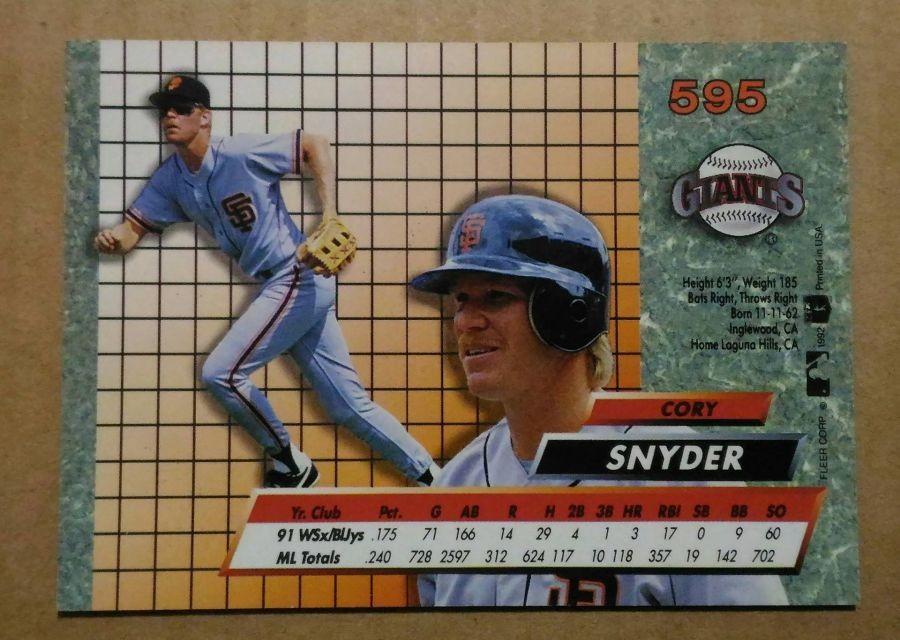 595
GIANTS
Height 6'3", Weight 185
Bats Right, Throws Right
Born 11-11-62
Inglewood, CA
Home Laguna Hills, CA
FLEER CORP. © 1992 Printed in USA
SF
SF
CORY
SNYDER
Yr. Club Pct. G AB R H 2B 3B HR RBI SB BB SO
91 WSx/BlJys .175 71 166 14 29 4 1 3 17 0 9 60
ML Totals .240 728 2597 312 624 117 10 118 357 19 142 702